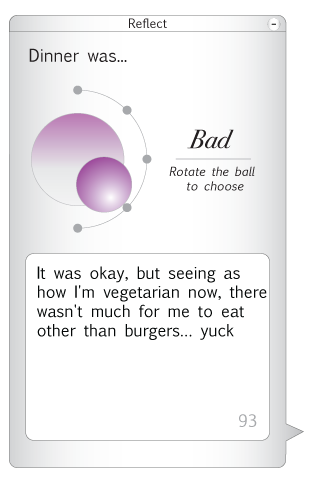 Reflect
Dinner was...
Bad
Rotate the ball
to choose
It was okay, but seeing as
how I'm vegetarian now, there
wasn't much for me to eat
other than burgers... yuck
93